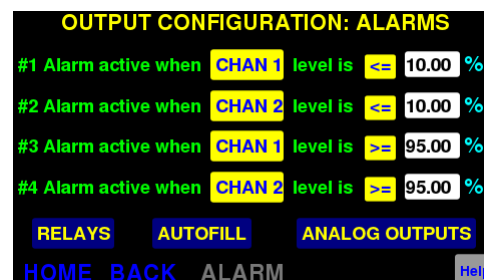 OUTPUT CONFIGURATION: ALARMS
#1 Alarm active when CHAN 1 level is <= 10.00 %
#2 Alarm active when CHAN 2 level is <= 10.00 %
#3 Alarm active when CHAN 1 level is >= 95.00 %
#4 Alarm active when CHAN 2 level is >= 95.00 %
RELAYS AUTOFILL ANALOG OUTPUTS
HOME BACK ALARM Help